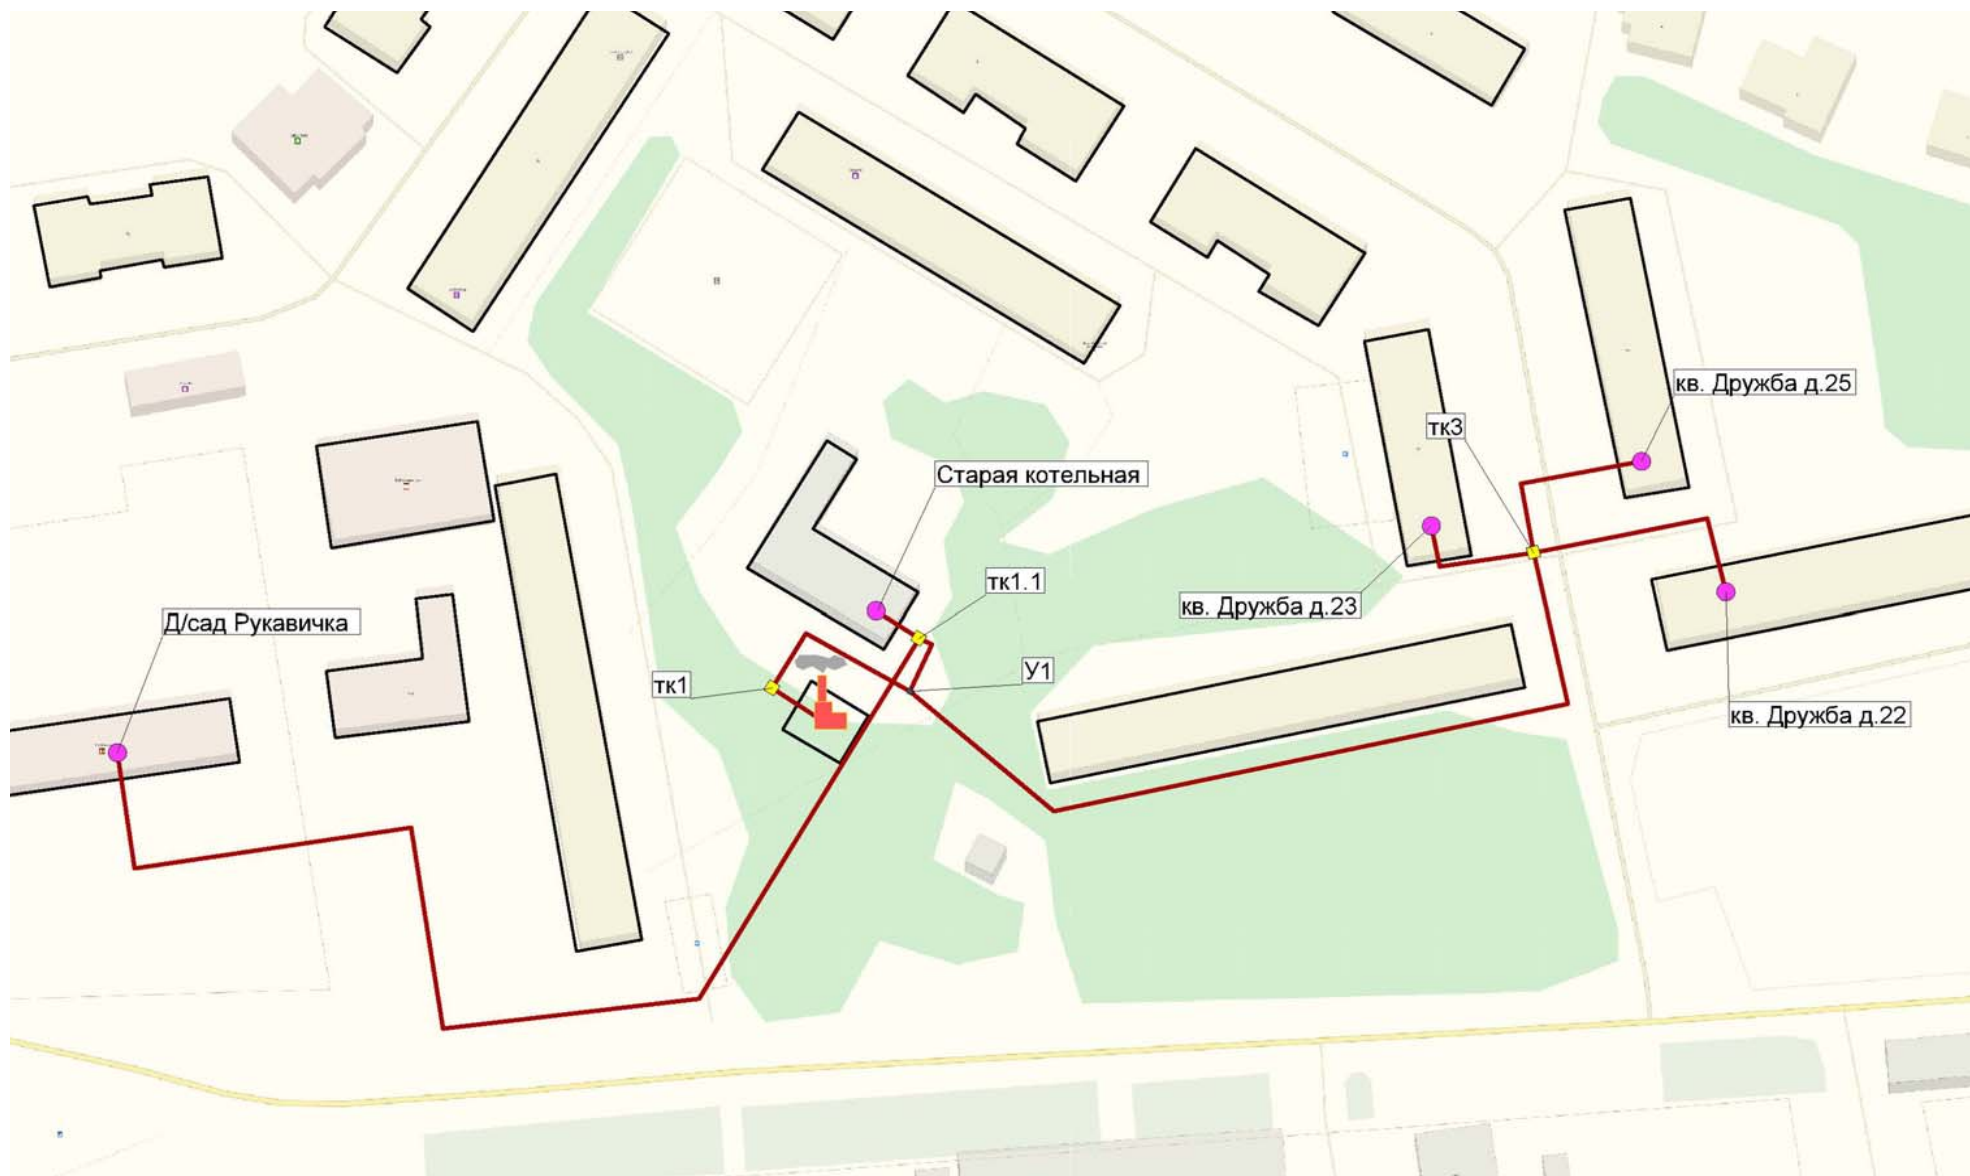 кв. Дружба д.25
тк3
Старая котельная
тк1.1
кв. Дружба д.23
Д/сад Рукавичка
У1
тк1
кв. Дружба д.22